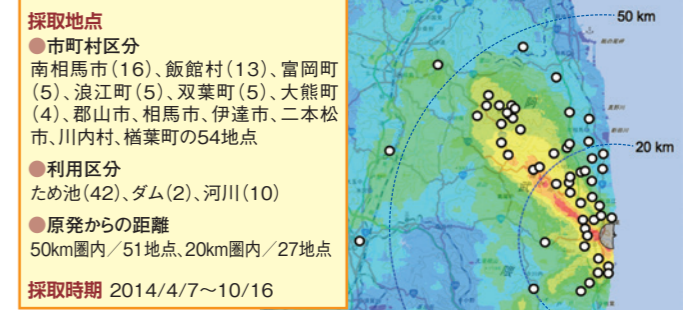 採取地点
●市町村区分
南相馬市(16)、飯館村(13)、富岡町
(5)、浪江町(5)、双葉町(5)、大熊町
(4)、郡山市、相馬市、伊達市、二本松
市、川内村、楢葉町の54地点
●利用区分
ため池(42)、ダム(2)、河川(10)
●原発からの距離
50km圏内／51地点、20km圏内／27地点
採取時期 2014/4/7〜10/16
50 km
20 km
阿
武
隈